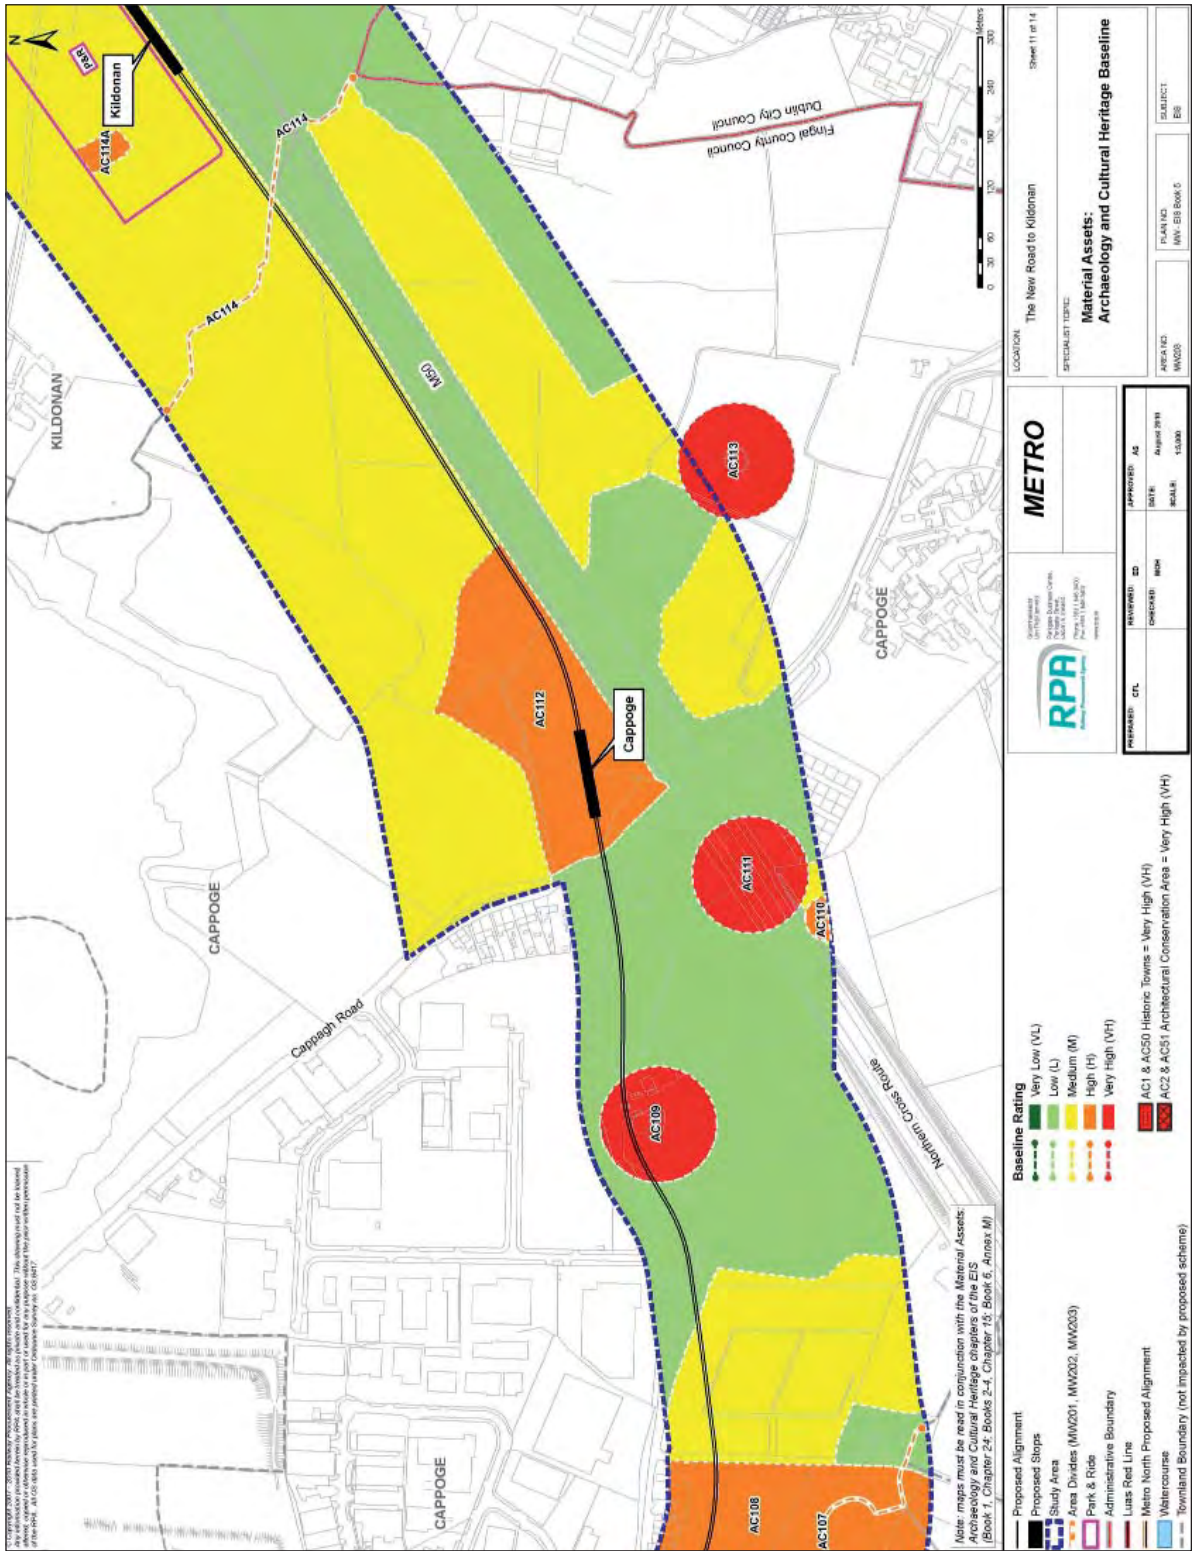 N
P&R
Kildonan
AC114A
AC114
AC114
KILDONAN
M50
Fingal County Council
Dublin City Council
Meters
0 30 60 120 180 240 300
AC113
AC112
Cappoge
CAPPOGE
CAPPOGE
AC111
AC110
Cappagh Road
AC109
Northern Cross Route
CAPPOGE
AC108
AC107
Note: maps must be read in conjunction with the Material Assets:
Archaeology and Cultural Heritage chapters of the EIS
(Book 1, Chapter 24; Books 2-4, Chapter 15; Book 6, Annex M)
Proposed Alignment
Proposed Stops
Study Area
Area Divides (MW201, MW202, MW203)
Park & Ride
Administrative Boundary
Luas Red Line
Metro North Proposed Alignment
Watercourse
Townland Boundary (not impacted by proposed scheme)
Baseline Rating
Very Low (VL)
Low (L)
Medium (M)
High (H)
Very High (VH)
AC1 & AC50 Historic Towns = Very High (VH)
AC2 & AC51 Architectural Conservation Area = Very High (VH)
RPA
Railway Procurement Agency
METRO
PREPARED: CFL
REVIEWED: ED
APPROVED: AS
CHECKED: MOH
DATE: August 2010
SCALE: 1:5,000
LOCATION: The New Road to Kildonan
Sheet 11 of 14
SPECIALIST TOPIC:
Material Assets:
Archaeology and Cultural Heritage Baseline
AREA NO: MW203
PLAN NO: MW - EIS Book 5
SUBJECT: EIS